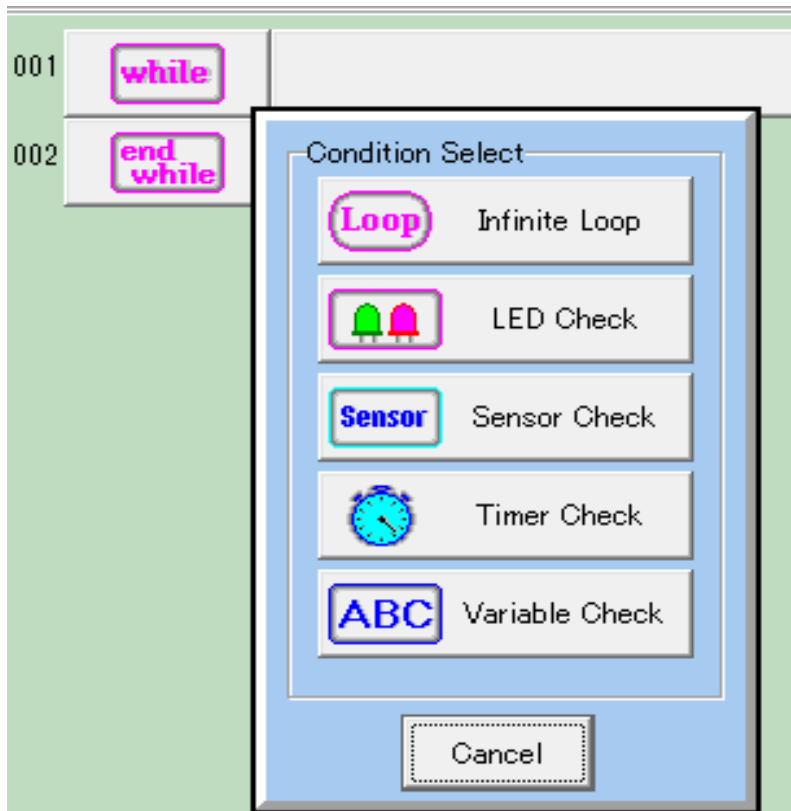 001 while
002 end while
Condition Select
Loop Infinite Loop
LED Check
Sensor Sensor Check
Timer Check
ABC Variable Check
Cancel